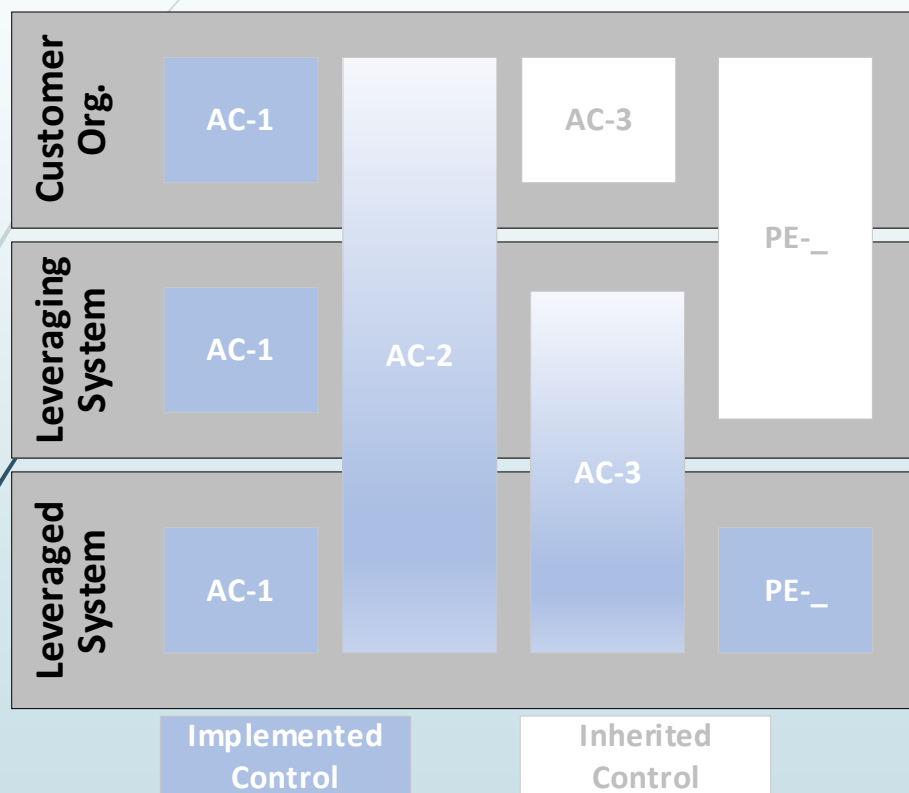 Customer
Org.
AC-1
AC-3
PE-_
Leveraging
System
AC-1
AC-2
AC-3
Leveraged
System
AC-1
PE-_
Implemented
Control
Inherited
Control